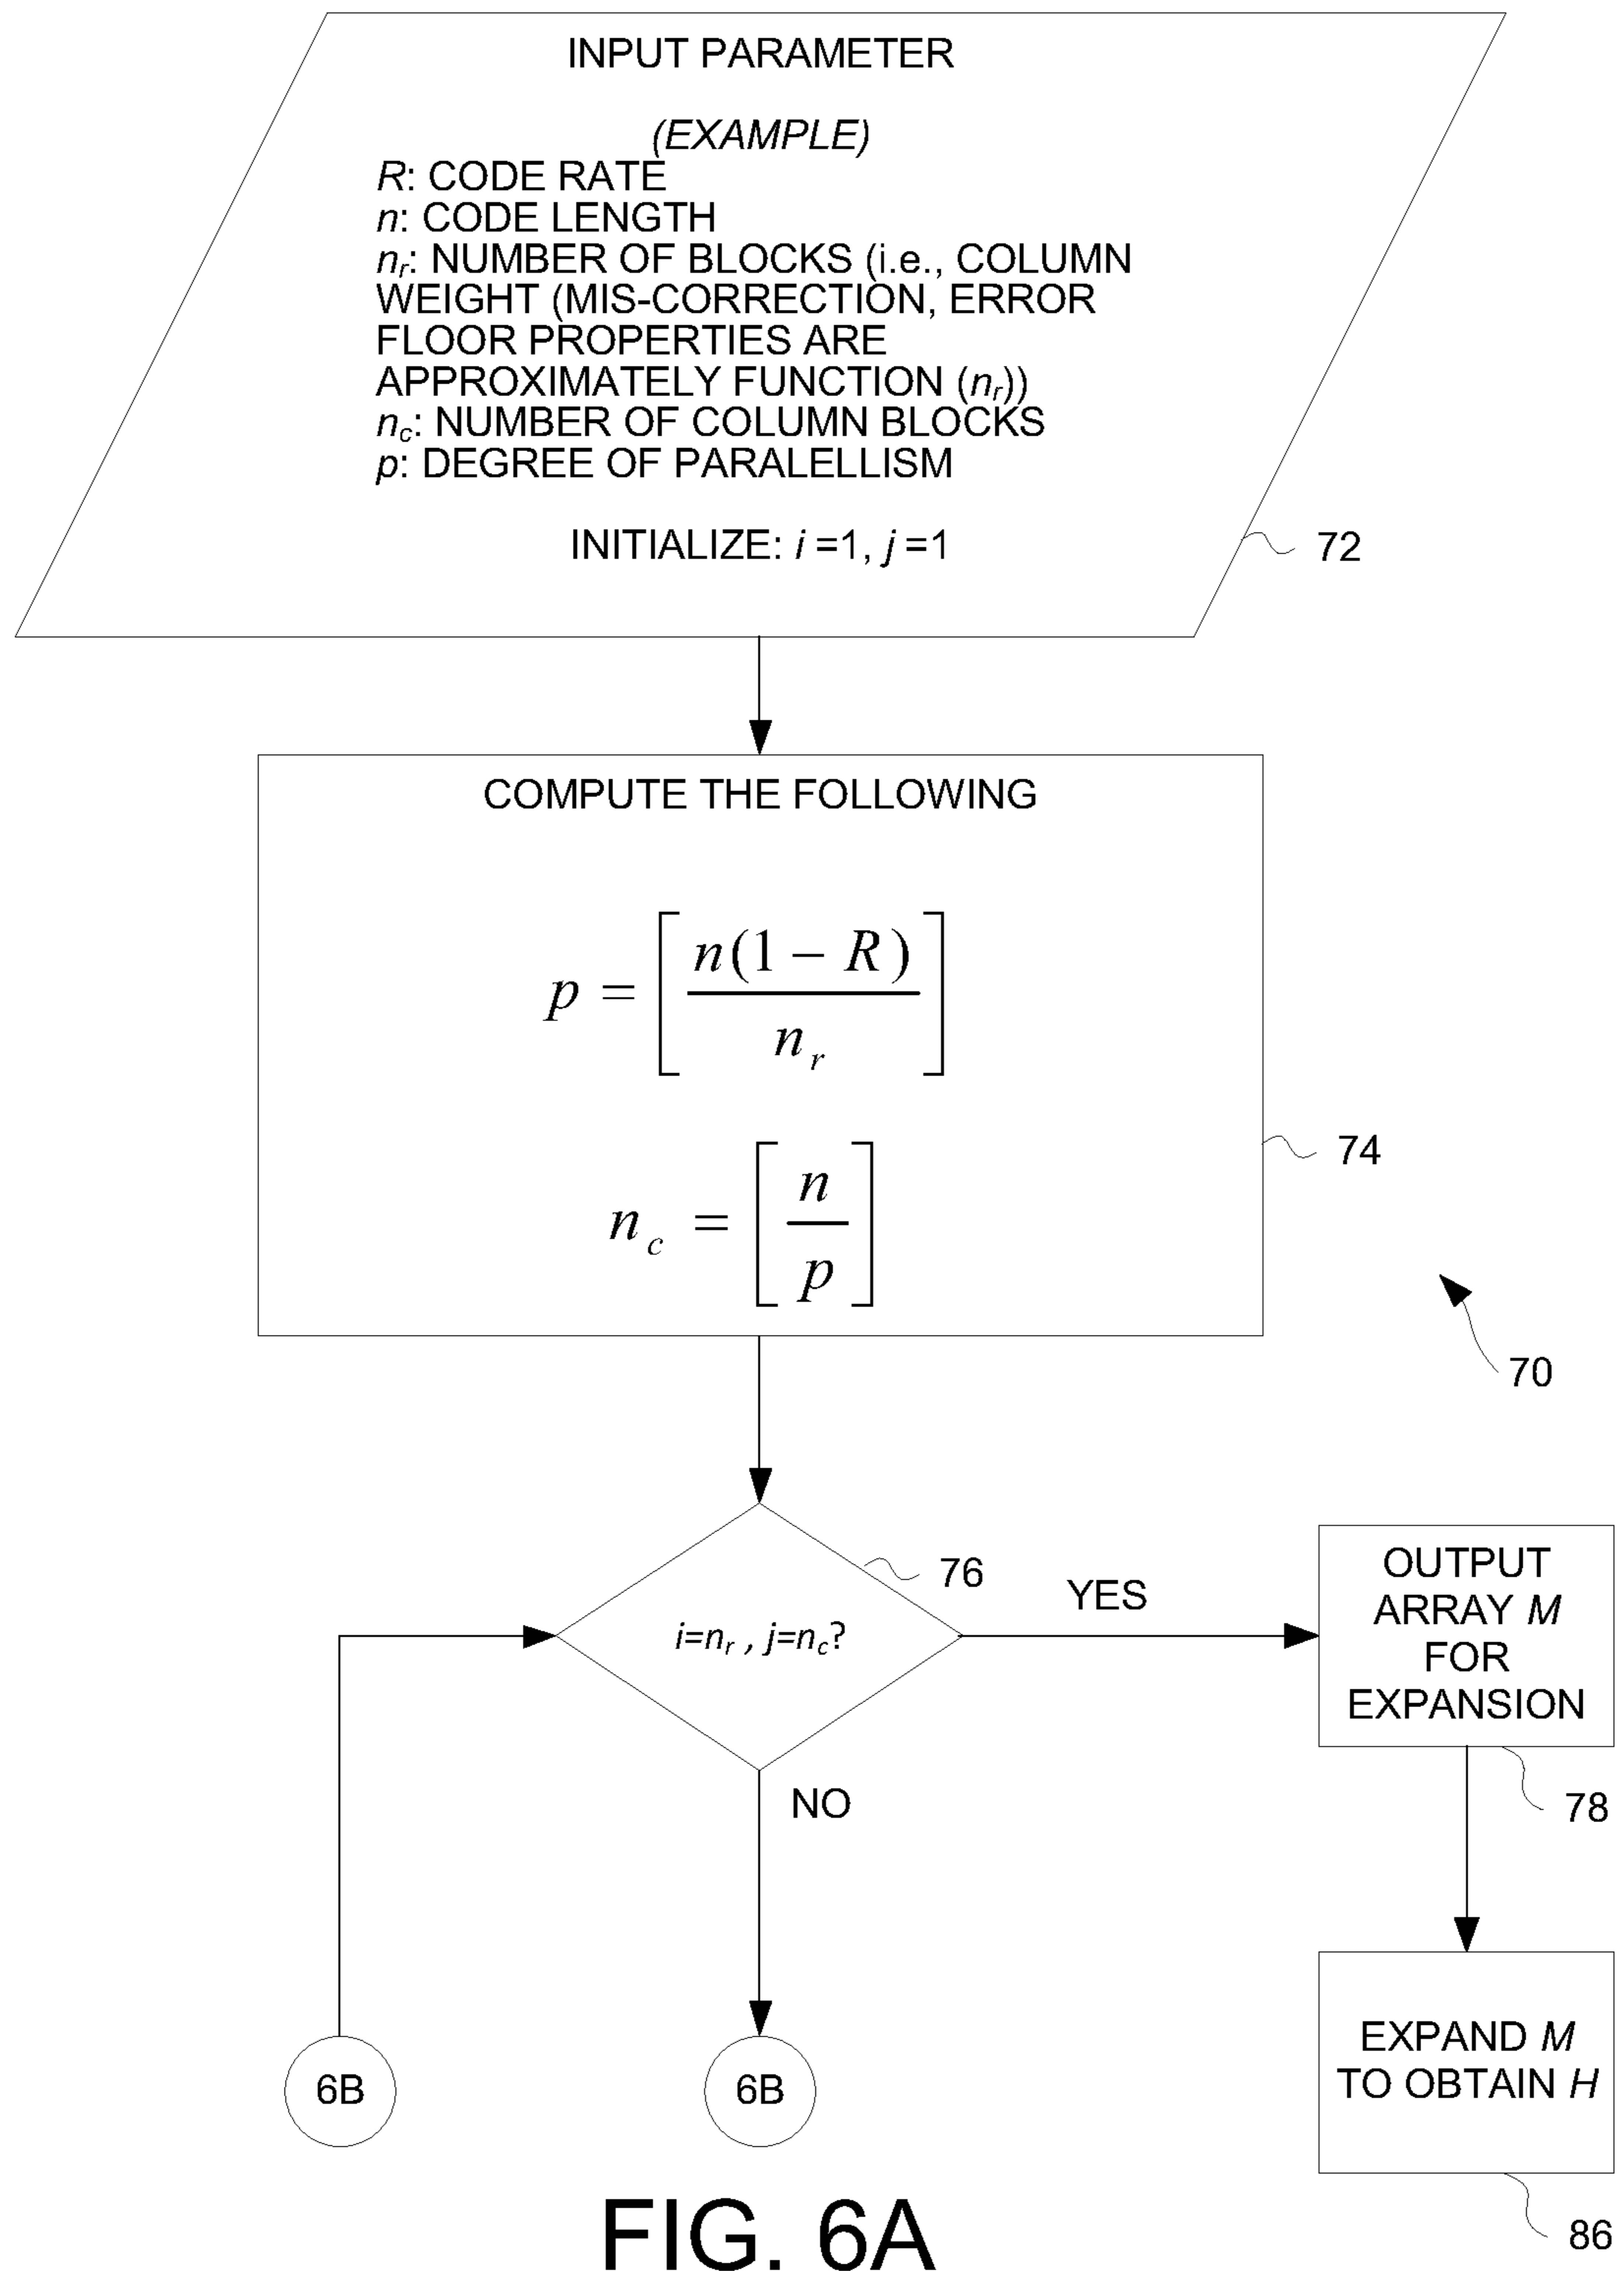 INPUT PARAMETER
(EXAMPLE)
R: CODE RATE
n: CODE LENGTH
nr: NUMBER OF BLOCKS (i.e., COLUMN
WEIGHT (MIS-CORRECTION, ERROR
FLOOR PROPERTIES ARE
APPROXIMATELY FUNCTION (nr))
nc: NUMBER OF COLUMN BLOCKS
p: DEGREE OF PARALELLISM
INITIALIZE: i =1, j =1
72
COMPUTE THE FOLLOWING
p = [n(1 − R) / nr]
nc = [n / p]
74
70
i=nr , j=nc?
76
YES
NO
OUTPUT
ARRAY M
FOR
EXPANSION
78
EXPAND M
TO OBTAIN H
86
6B
6B
FIG. 6A